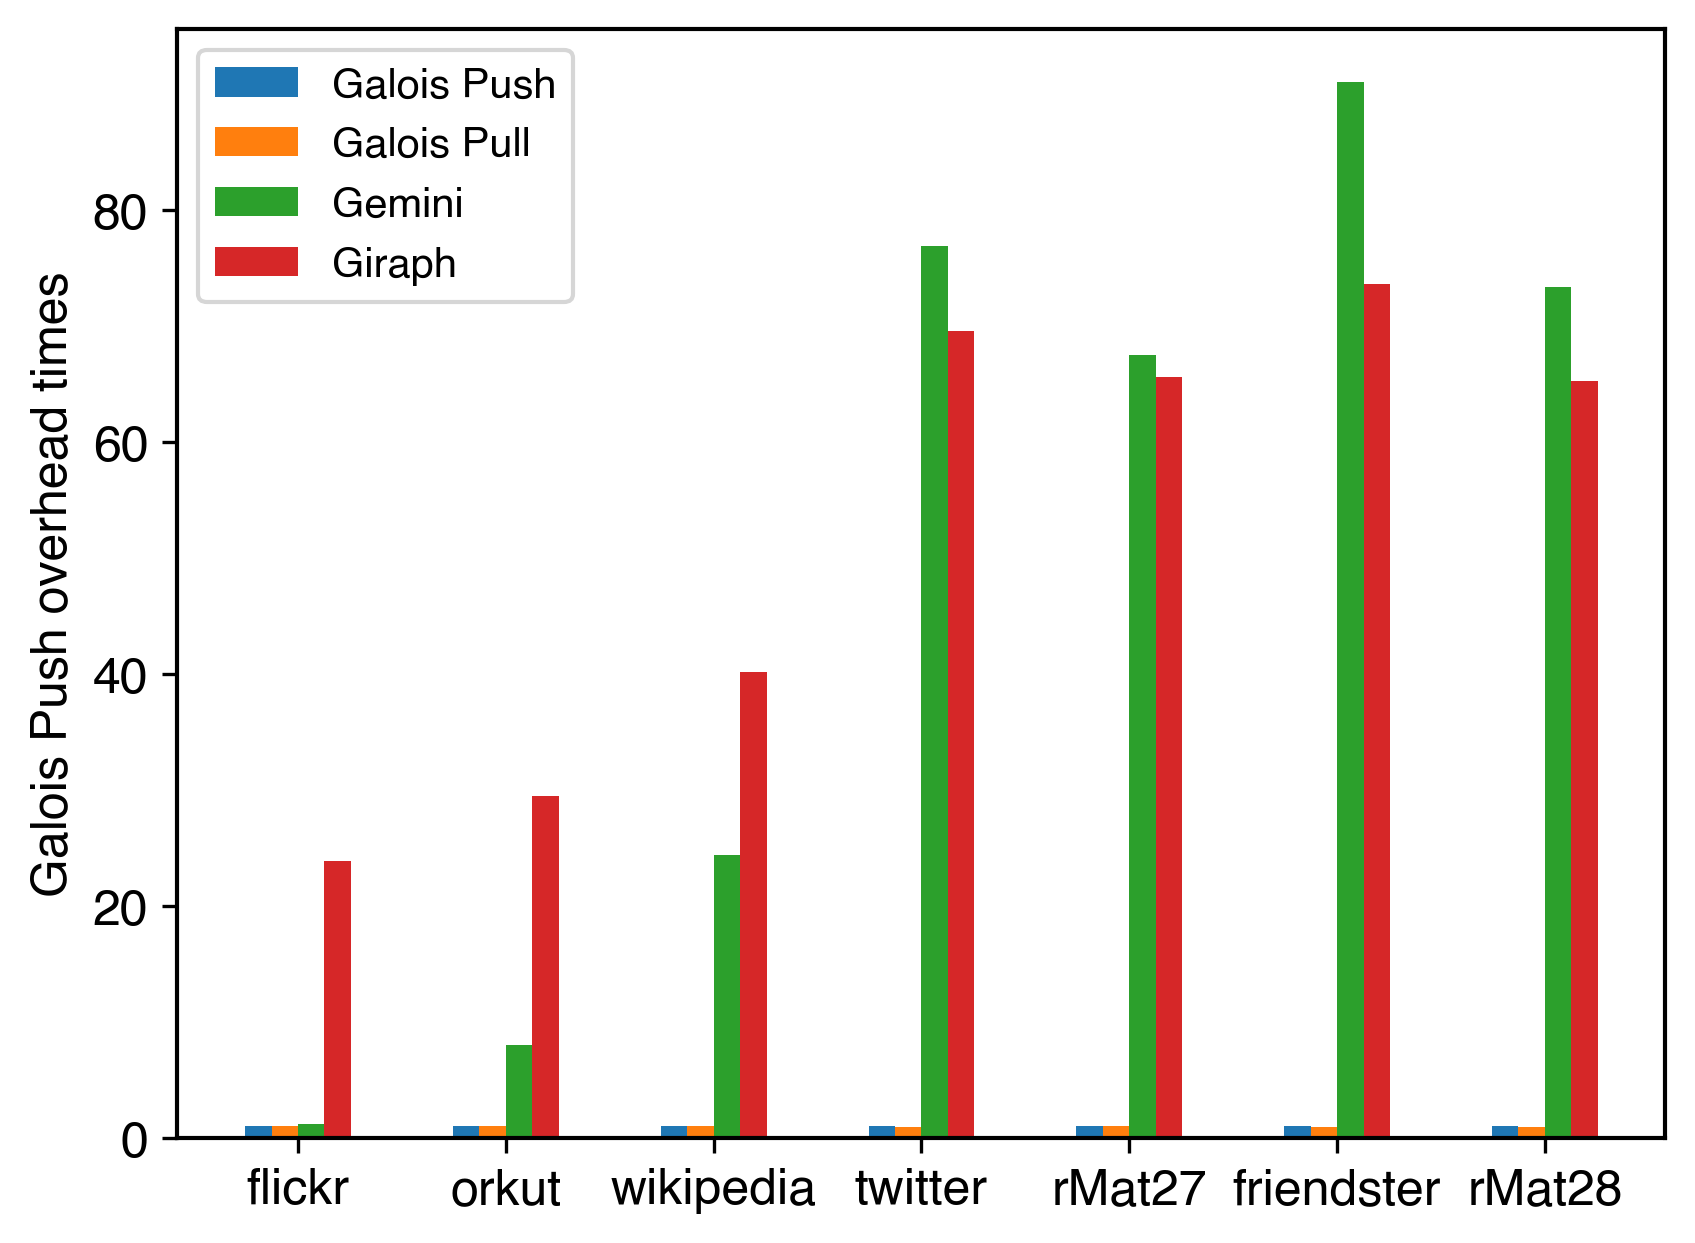 Galois Push
Galois Pull
Gemini
Giraph
Galois Push overhead times
80
60
40
20
0
flickr orkut wikipedia twitter rMat27 friendster rMat28